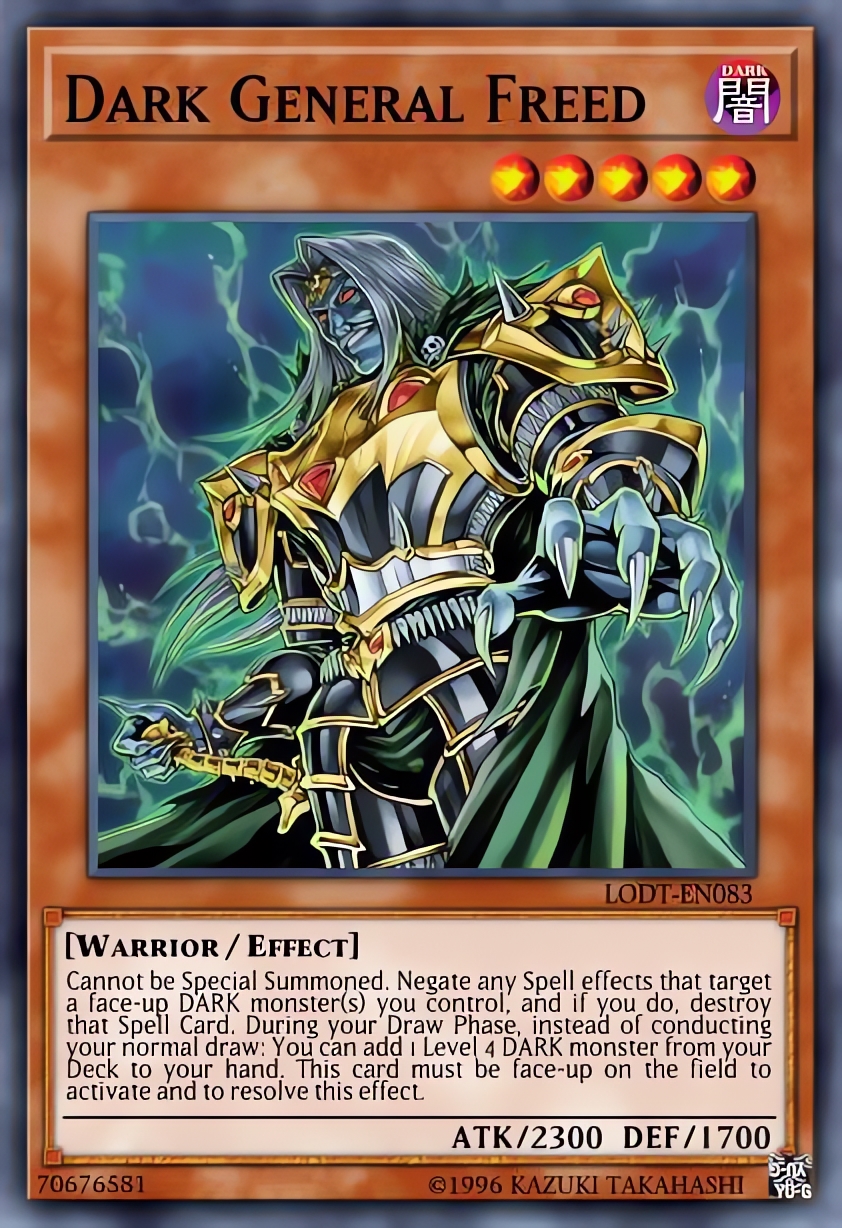 DARK GENERAL FREED
DARK
闇
LODT-EN083
[WARRIOR / EFFECT]
Cannot be Special Summoned. Negate any Spell effects that target
a face-up DARK monster(s) you control, and if you do, destroy
that Spell Card. During your Draw Phase, instead of conducting
your normal draw: You can add 1 Level 4 DARK monster from your
Deck to your hand. This card must be face-up on the field to
activate and to resolve this effect.
ATK/2300 DEF/1700
70676581
©1996 KAZUKI TAKAHASHI